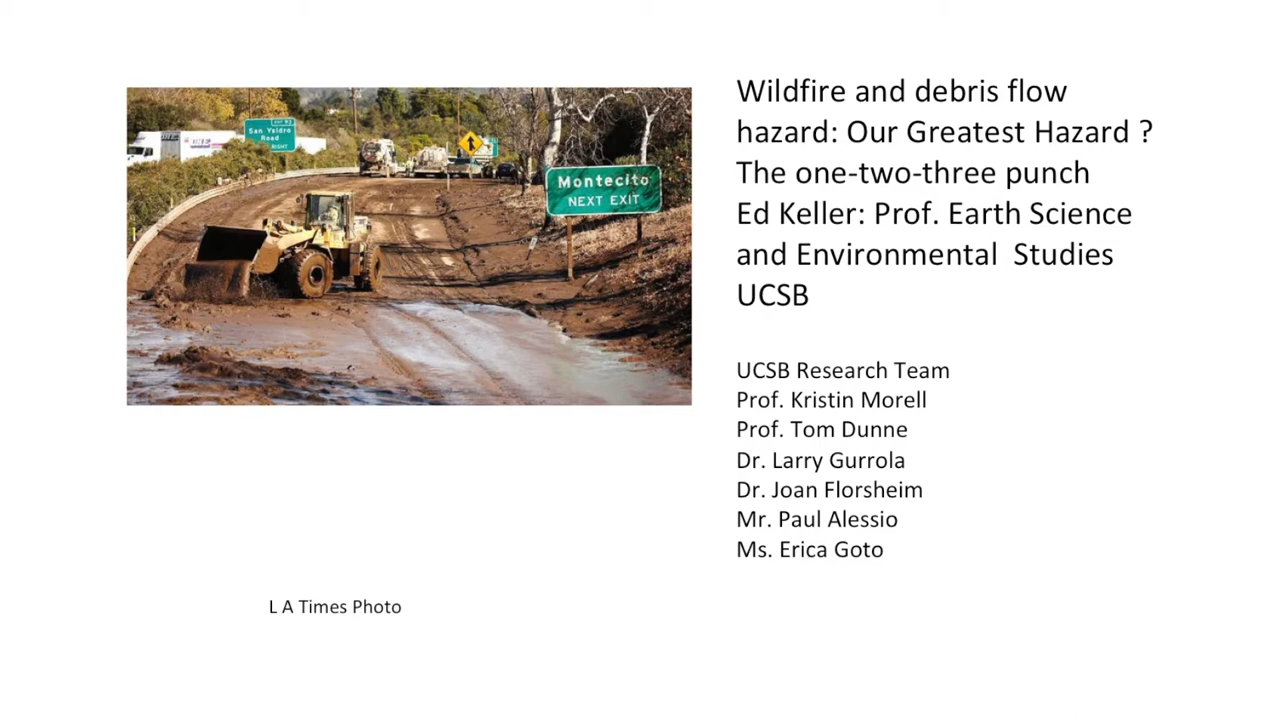 Wildfire and debris flow
hazard: Our Greatest Hazard ?
The one-two-three punch
Ed Keller: Prof. Earth Science
and Environmental  Studies
UCSB
UCSB Research Team
Prof. Kristin Morell
Prof. Tom Dunne
Dr. Larry Gurrola
Dr. Joan Florsheim
Mr. Paul Alessio
Ms. Erica Goto
San Ysidro
Road
RIGHT
Montecito
NEXT EXIT
L A Times Photo